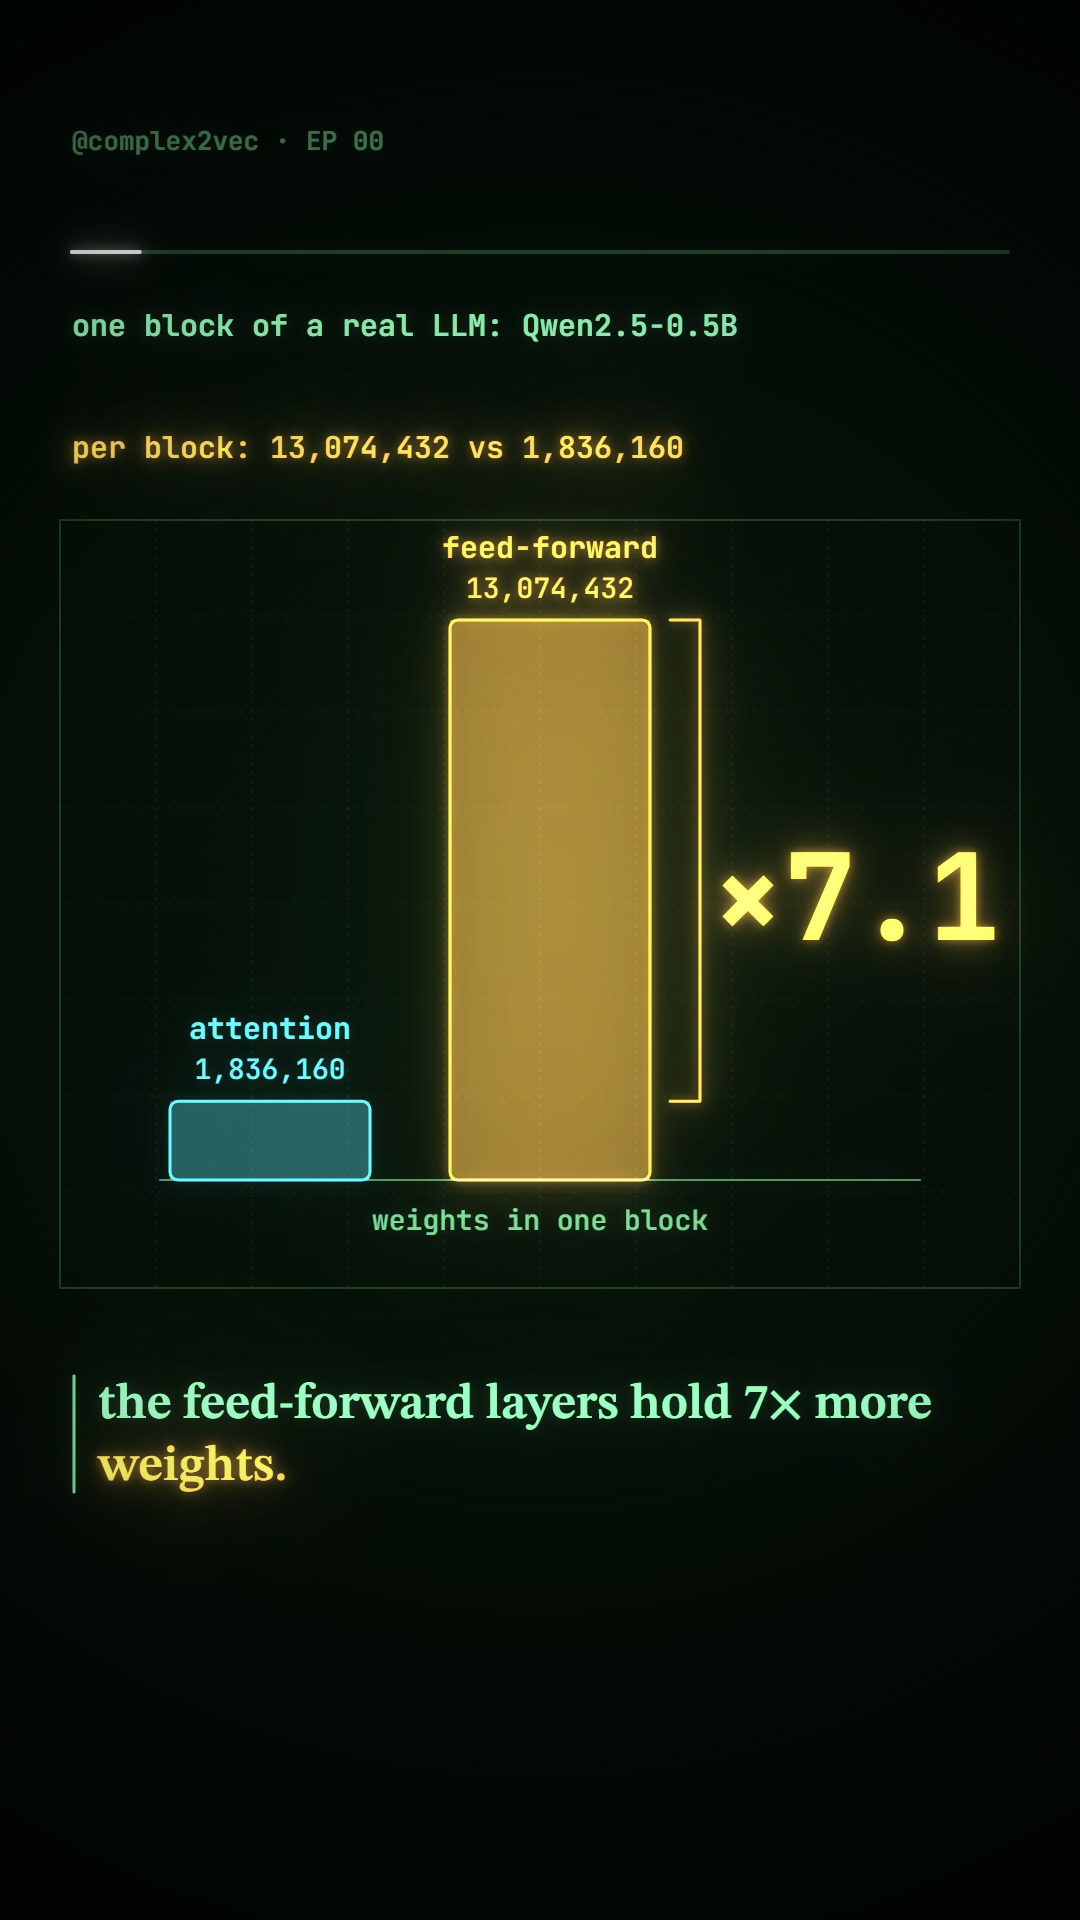 @complex2vec · EP 00
one block of a real LLM: Qwen2.5-0.5B
per block: 13,074,432 vs 1,836,160
feed-forward
13,074,432
×7.1
attention
1,836,160
weights in one block
the feed-forward layers hold 7× more
weights.